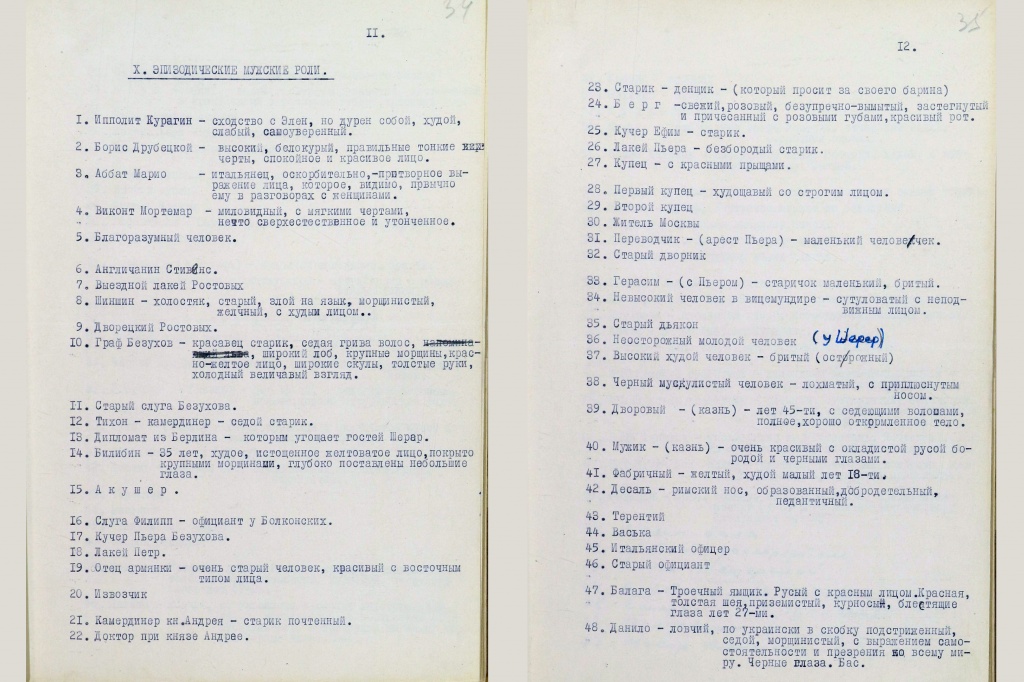 34
II.
X. ЭПИЗОДИЧЕСКИЕ МУЖСКИЕ РОЛИ.
I. Ипполит Курагин – сходство с Элен, но дурен собой, худой,
слабый, самоуверенный.
2. Борис Друбецкой – высокий, белокурый, правильные тонкие
черты, спокойное и красивое лицо.
3. Аббат Марио – итальянец, оскорбительно,-притворное вы-
ражение лица, которое, видимо, првычно
ему в разговорах с женщинами.
4. Виконт Мортемар – миловидный, с мягкими чертами,
нечто сверхестественное и утонченное.
5. Благоразумный человек.
6. Англичанин Стивенс.
7. Выездной лакей Ростовых
8. Шиншин – холостяк, старый, злой на язык, морщинистый,
желчный, с худым лицом..
9. Дворецкий Ростовых.
IO. Граф Безухов – красавец старик, седая грива волос,
, широкий лоб, крупные морщины,крас-
но-желтое лицо, широкие скулы, толстые руки,
холодный величавый взгляд.
II. Старый слуга Безухова.
I2. Тихон – камердинер – седой старик.
I3. Дипломат из Берлина – которым угощает гостей Шерар.
I4. Билибин – 35 лет, худое, истощенное желтоватое лицо,покрыто
крупными морщинами, глубоко поставлены небольшие
глаза.
I5. А к у ш е р .
I6. Слуга Филипп – официант у Болконских.
I7. Кучер Пьера Безухова.
I8. Лакей Петр.
I9. Отец армянки – очень старый человек, красивый с восточным
типом лица.
20. Извозчик
2I. Камердинер кн.Андрея – старик почтенный.
22. Доктор при князе Андрее.
35
I2.
23. Старик – денщик – (который просит за своего барина)
24. Б е р г –свежий,розовый, безупречно-вымытый, застегнутый
и причесанный с розовыми губами,красивый рот.
25. Кучер Ефим – старик.
26. Лакей Пьера – безбородый старик.
27. Купец – с красными прыщами.
28. Первый купец – худощавый со строгим лицом.
29. Второй купец
30. Житель Москвы
3I. Переводчик – (арест Пьера) – маленький человечек.
32. Старый дворник
33. Герасим – (с Пьером) – старичок маленький, бритый.
34. Невысокий человек в вицемундире – сутуловатый с непод-
вижным лицом.
35. Старый дьякон
36. Неосторожный молодой человек (у Шерер)
37. Высокий худой человек – бритый (острожный)
38. Черный мускулистый человек – лохматый, с приплюснутым
носом.
39. Дворовый – (казнь) – лет 45-ти, с седеющими волосами,
полное,хорошо откормленное тело.
40. Мужик – (казнь) – очень красивый с окладистой русой бо-
родой и черными глазами.
4I. Фабричный – желтый, худой малый лет I8-ти.
42. Десаль – римский нос, образованный,добродетельный,
педантичный.
43. Терентий
44. Васька
45. Итальянский офицер
46. Старый официант
47. Балага – Троечный ямщик. Русый с красным лицом.Красная,
толстая шея,приземистый, курносый, блестящие
глаза лет 27-ми.
48. Данило – ловчий, по украински в скобку подстриженный,
седой, морщинистый, с выражением само-
стоятельности и презрения ко всему ми-
ру. Черные глаза. Бас.